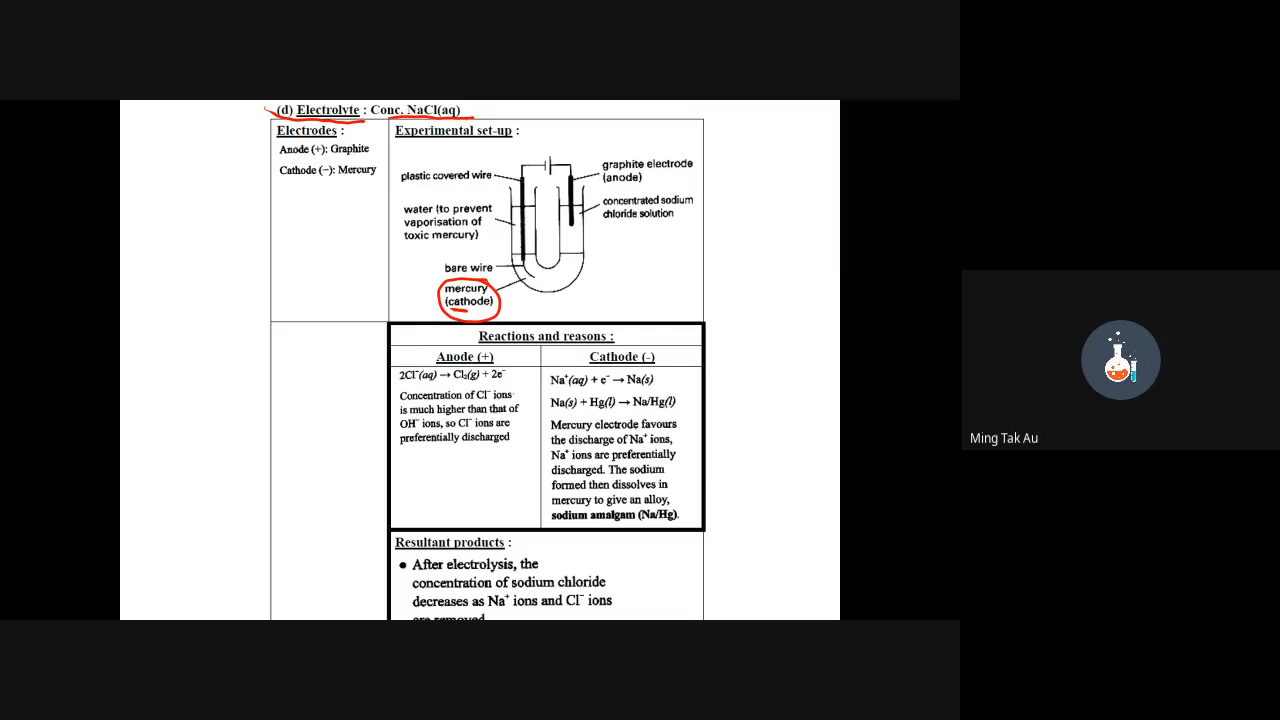 (d) Electrolyte : Conc. NaCl(aq)
Electrodes :
Anode (+): Graphite
Cathode (−): Mercury
Experimental set-up :
plastic covered wire
water (to prevent
vaporisation of
toxic mercury)
bare wire
mercury
(cathode)
graphite electrode
(anode)
concentrated sodium
chloride solution
Reactions and reasons :
Anode (+)
2Cl⁻(aq) → Cl₂(g) + 2e⁻
Concentration of Cl⁻ ions
is much higher than that of
OH⁻ ions, so Cl⁻ ions are
preferentially discharged
Cathode (-)
Na⁺(aq) + e⁻ → Na(s)
Na(s) + Hg(l) → Na/Hg(l)
Mercury electrode favours
the discharge of Na⁺ ions,
Na⁺ ions are preferentially
discharged. The sodium
formed then dissolves in
mercury to give an alloy,
sodium amalgam (Na/Hg).
Resultant products :
• After electrolysis, the
concentration of sodium chloride
decreases as Na⁺ ions and Cl⁻ ions
are removed
Ming Tak Au